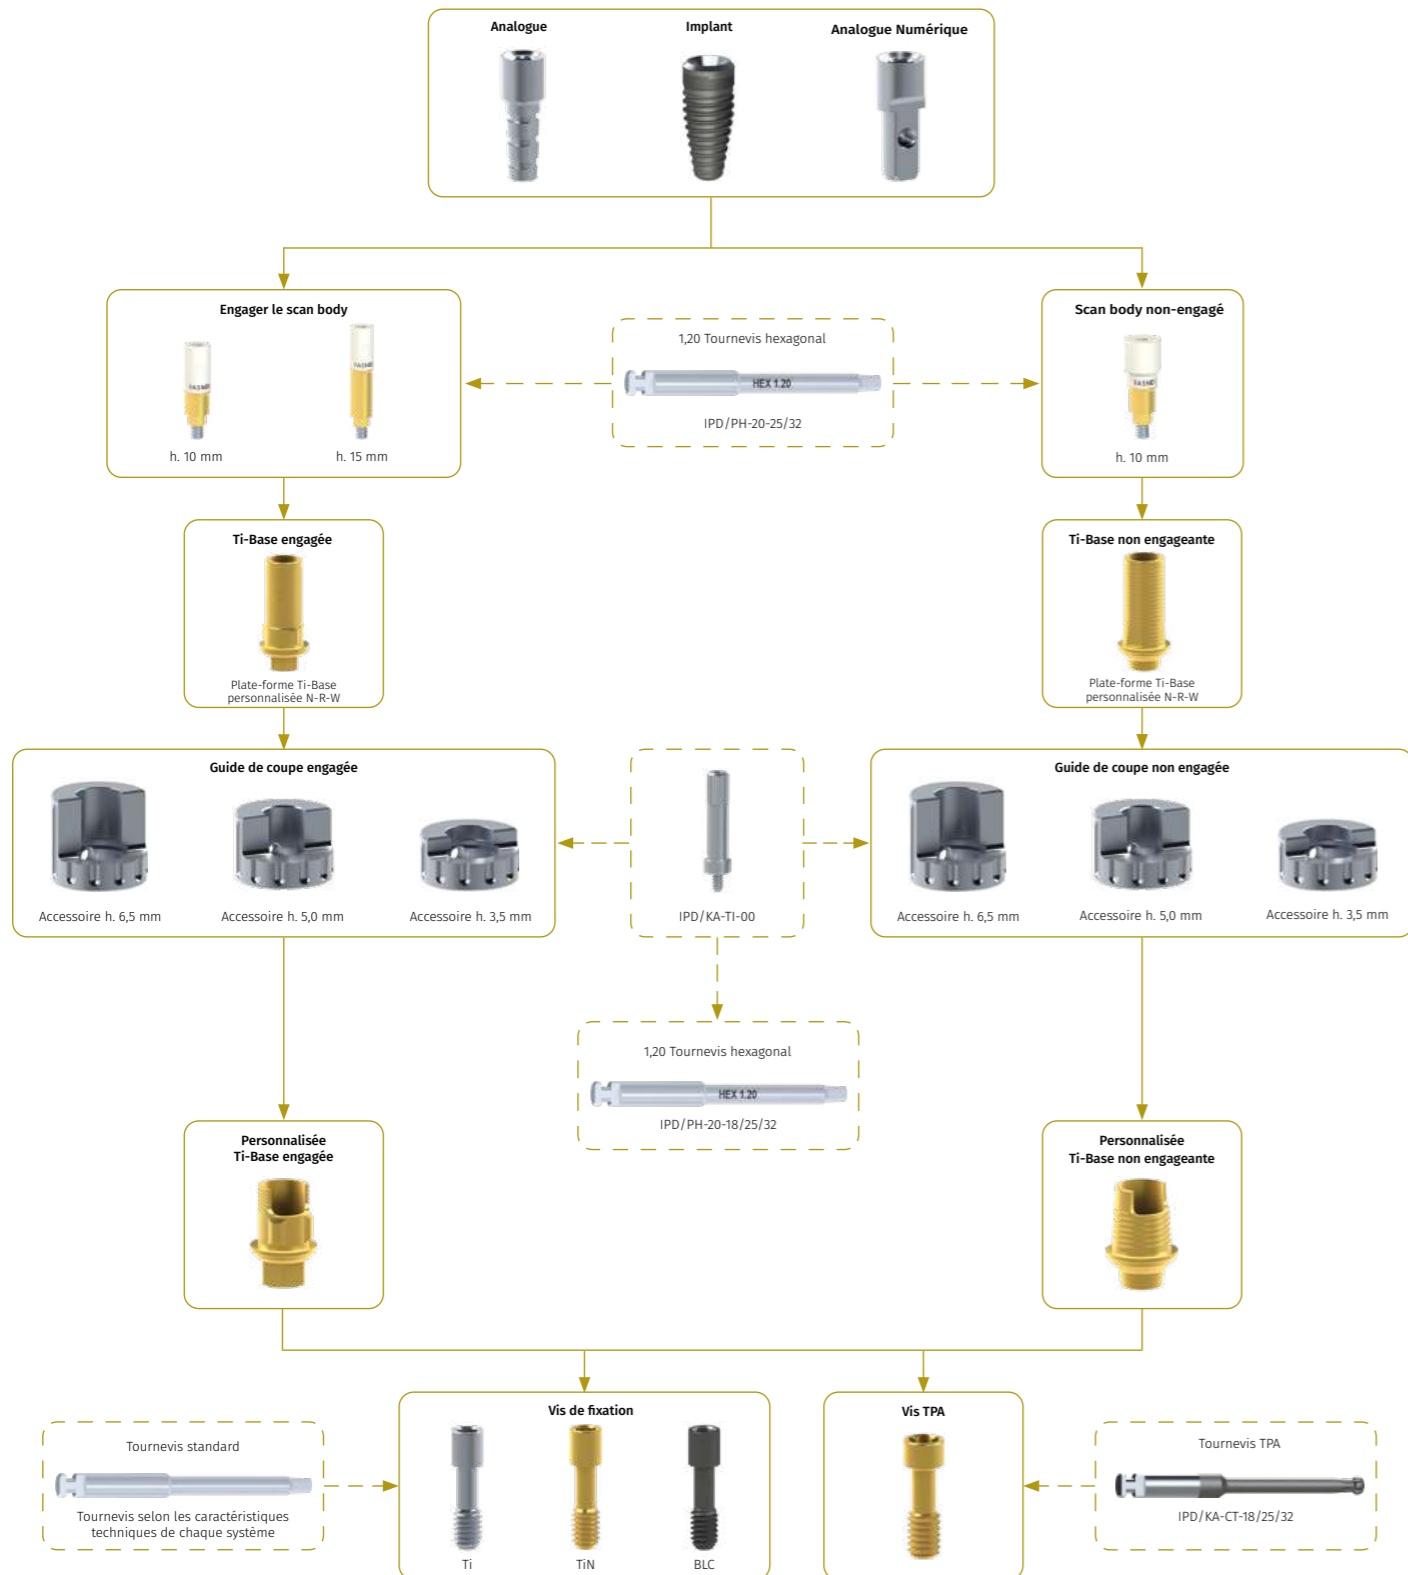 Analogue
Implant
Analogue Numérique
Engager le scan body
h. 10 mm
h. 15 mm
1,20 Tournevis hexagonal
HEX 1.20
IPD/PH-20-25/32
Scan body non-engagé
h. 10 mm
Ti-Base engagée
Plate-forme Ti-Base
personnalisée N-R-W
Ti-Base non engageante
Plate-forme Ti-Base
personnalisée N-R-W
Guide de coupe engagée
Accessoire h. 6,5 mm
Accessoire h. 5,0 mm
Accessoire h. 3,5 mm
IPD/KA-TI-00
Guide de coupe non engagée
Accessoire h. 6,5 mm
Accessoire h. 5,0 mm
Accessoire h. 3,5 mm
1,20 Tournevis hexagonal
HEX 1.20
IPD/PH-20-18/25/32
Personnalisée
Ti-Base engagée
Personnalisée
Ti-Base non engageante
Tournevis standard
Tournevis selon les caractéristiques
techniques de chaque système
Vis de fixation
Ti
TiN
BLC
Vis TPA
Tournevis TPA
IPD/KA-CT-18/25/32